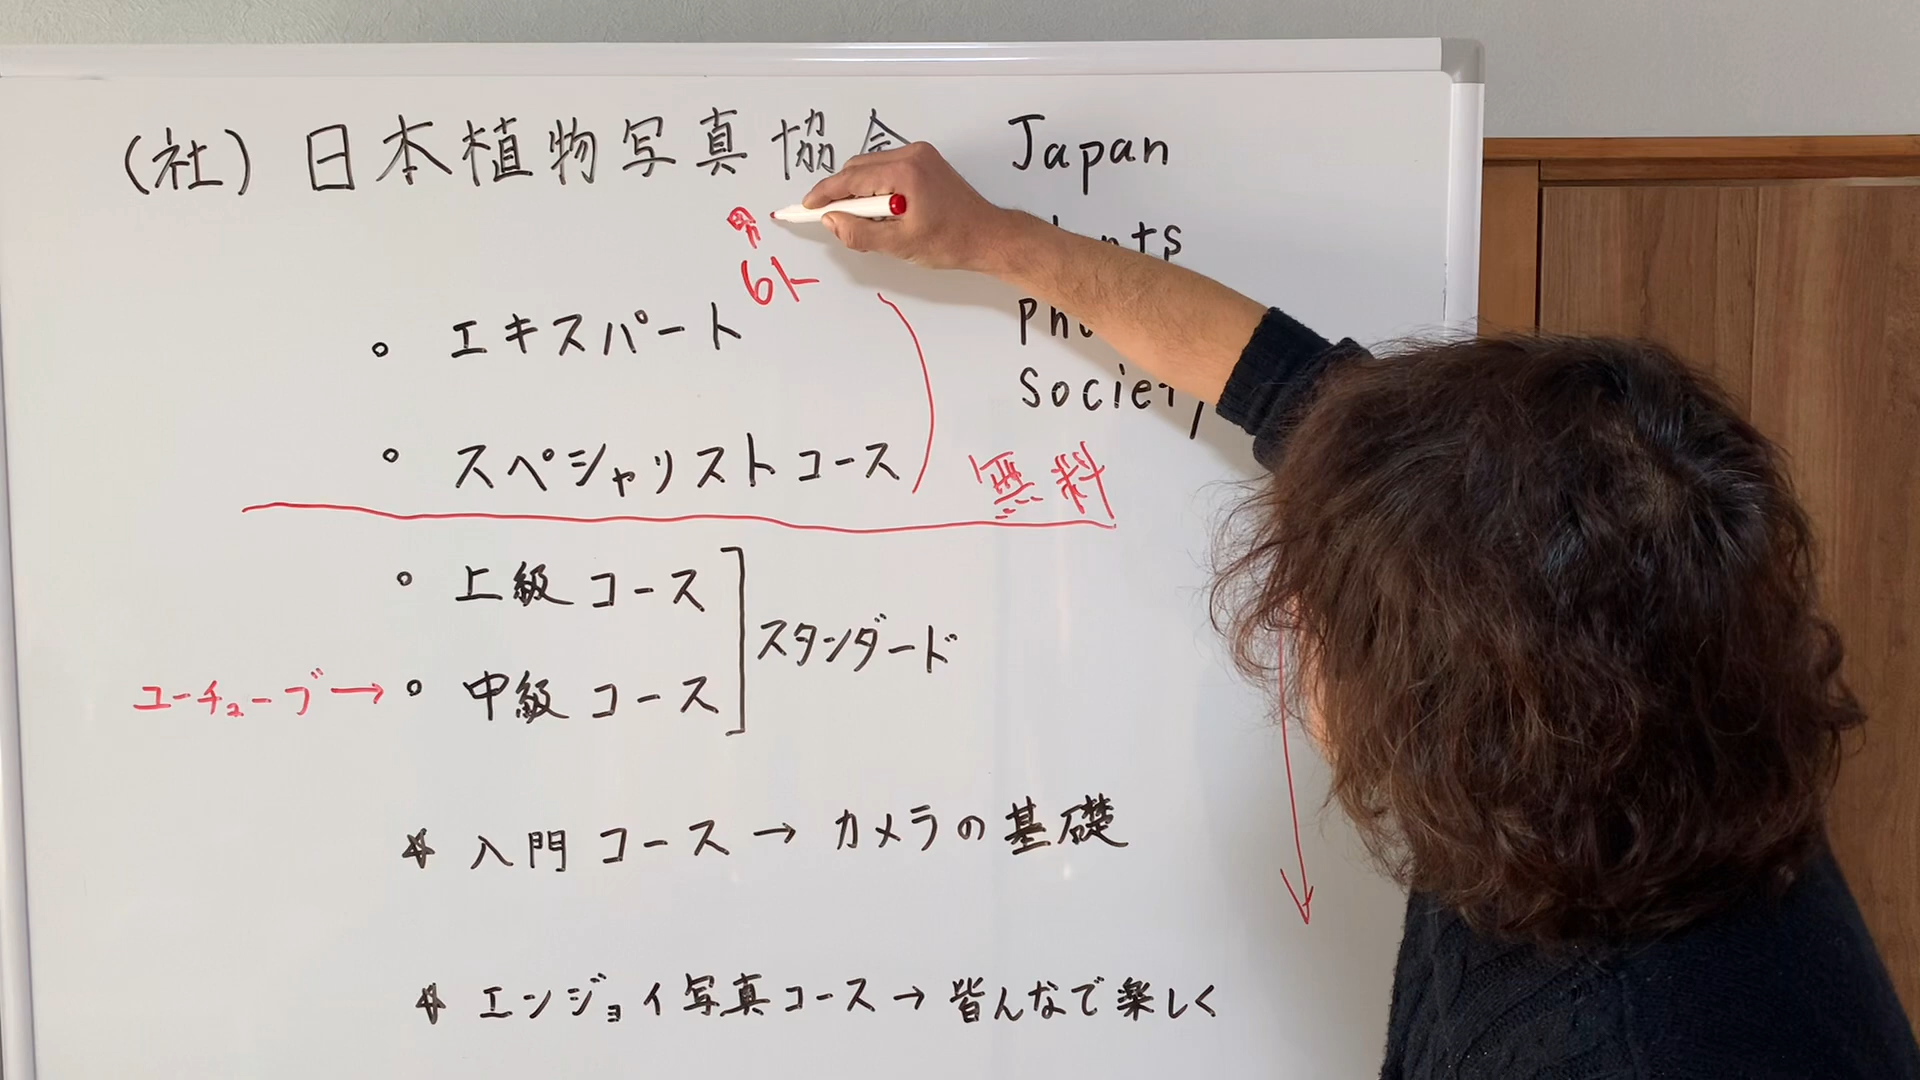 (社) 日本植物写真協会
Japan
Society
6ト
・エキスパート
・スペシャリストコース
無料
・上級コース
スタンダード
ユーチューブ→・中級コース
☆入門コース→カメラの基礎
☆エンジョイ写真コース→皆んなで楽しく